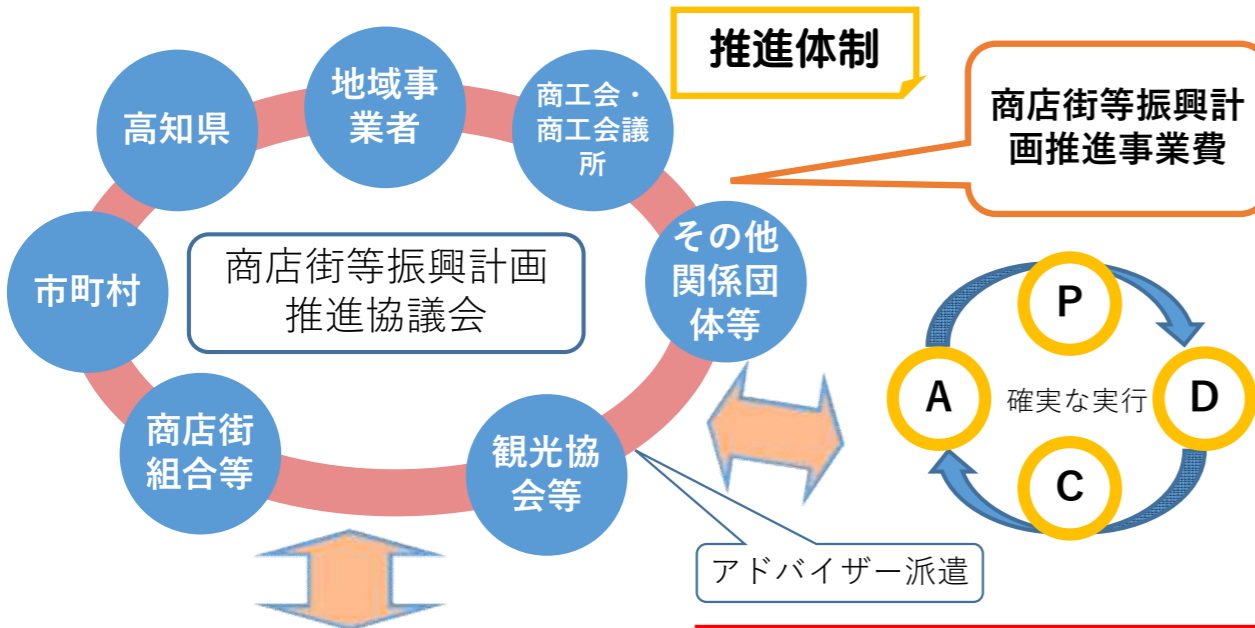 推進体制
商店街等振興計
画推進事業費
地域事
業者
商工会・
商工会議
所
高知県
その他
関係団
体等
市町村
商店街等振興計画
推進協議会
商店街
組合等
観光協
会等
P
A
確実な実行
D
C
アドバイザー派遣